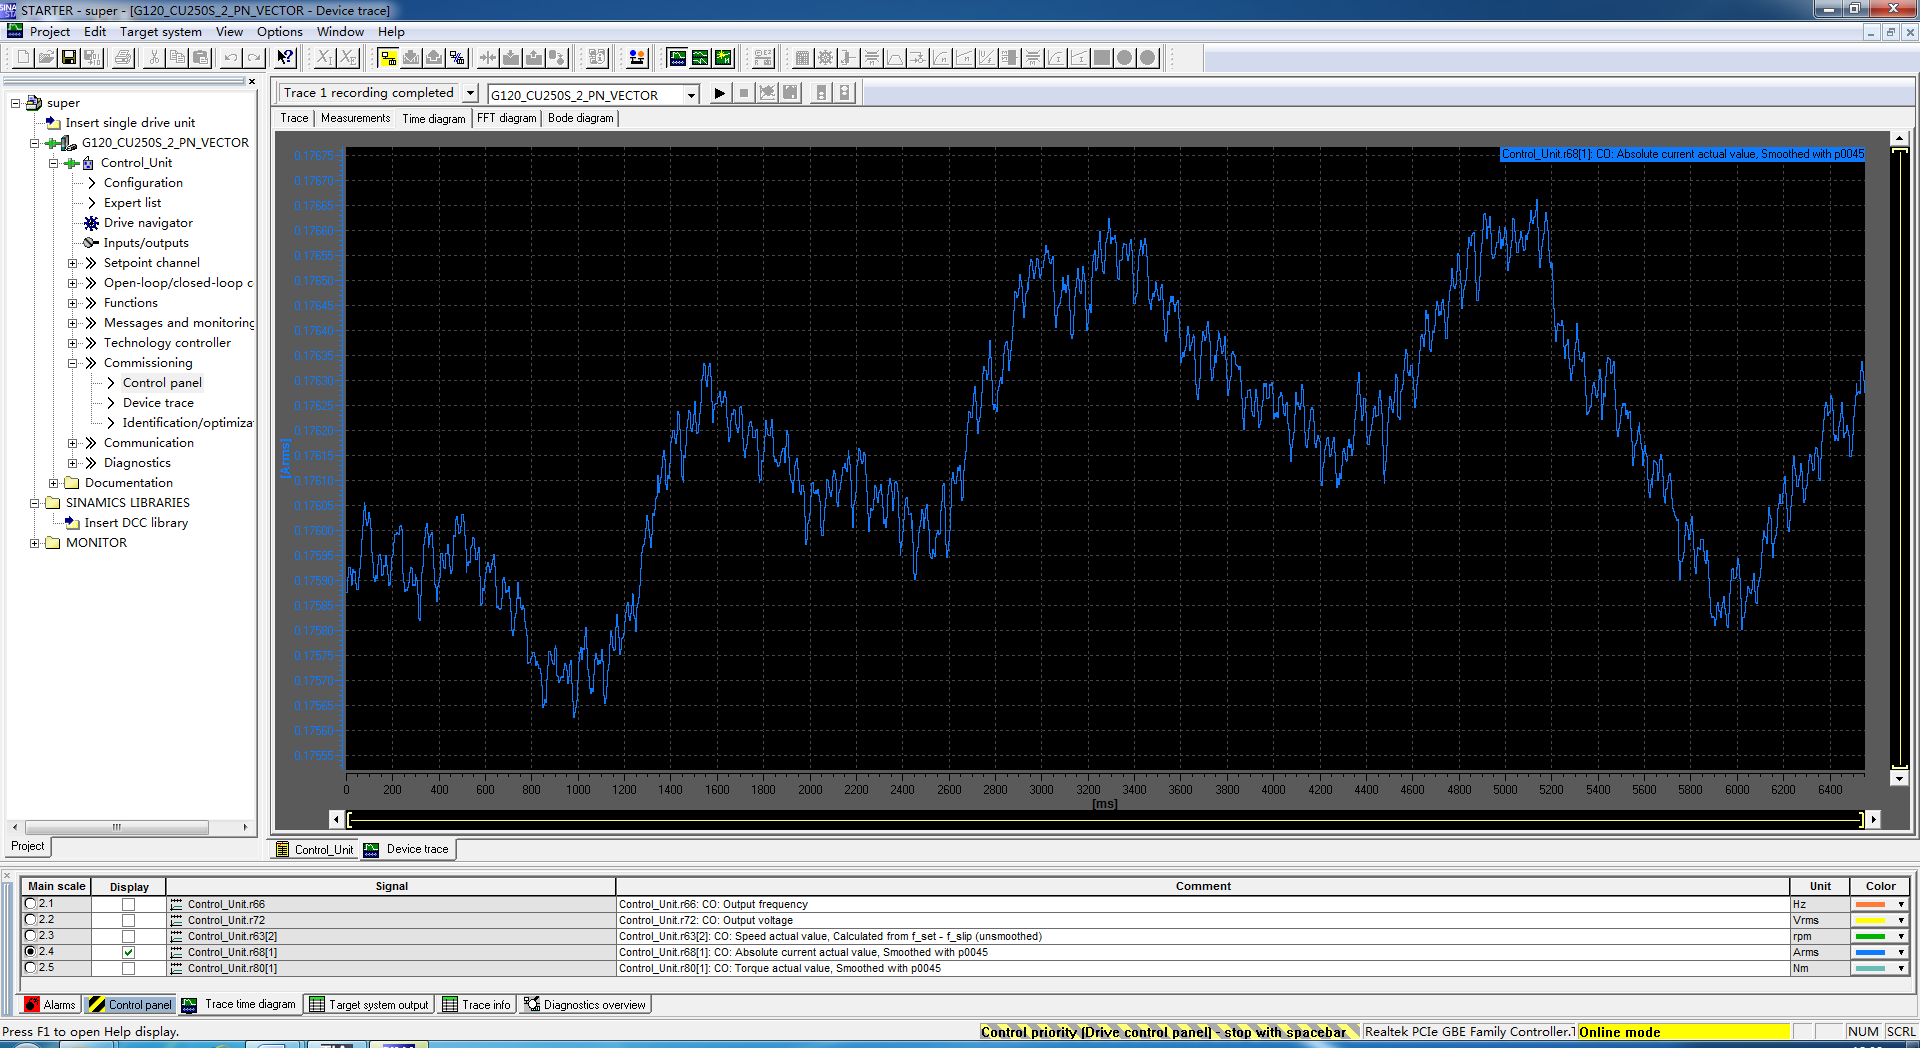 STARTER - super - [G120_CU250S_2_PN_VECTOR - Device trace]
Project Edit Target system View Options Window Help
Trace 1 recording completed G120_CU250S_2_PN_VECTOR
Trace Measurements Time diagram FFT diagram Bode diagram
super
Insert single drive unit
G120_CU250S_2_PN_VECTOR
Control_Unit
Configuration
Expert list
Drive navigator
Inputs/outputs
Setpoint channel
Open-loop/closed-loop c
Functions
Messages and monitoring
Technology controller
Commissioning
Control panel
Device trace
Identification/optimiza
Communication
Diagnostics
Documentation
SINAMICS LIBRARIES
Insert DCC library
MONITOR
Project
Control_Unit.r68[1]: CO: Absolute current actual value, Smoothed with p0045
0.17675
0.17670
0.17665
0.17660
0.17655
0.17650
0.17645
0.17640
0.17635
0.17630
0.17625
0.17620
0.17615
0.17610
0.17605
0.17600
0.17595
0.17590
0.17585
0.17580
0.17575
0.17570
0.17565
0.17560
0.17555
[Arms]
0 200 400 600 800 1000 1200 1400 1600 1800 2000 2200 2400 2600 2800 3000 3200 3400 3600 3800 4000 4200 4400 4600 4800 5000 5200 5400 5600 5800 6000 6200 6400
[ms]
Control_Unit Device trace
Main scale Display Signal Comment Unit Color
2.1 Control_Unit.r66 Control_Unit.r66: CO: Output frequency Hz
2.2 Control_Unit.r72 Control_Unit.r72: CO: Output voltage Vrms
2.3 Control_Unit.r63[2] Control_Unit.r63[2]: CO: Speed actual value, Calculated from f_set - f_slip (unsmoothed) rpm
2.4 Control_Unit.r68[1] Control_Unit.r68[1]: CO: Absolute current actual value, Smoothed with p0045 Arms
2.5 Control_Unit.r80[1] Control_Unit.r80[1]: CO: Torque actual value, Smoothed with p0045 Nm
Alarms Control panel Trace time diagram Target system output Trace info Diagnostics overview
Press F1 to open Help display. Control priority [Drive control panel] - stop with spacebar Realtek PCIe GBE Family Controller.T Online mode NUM SCRL